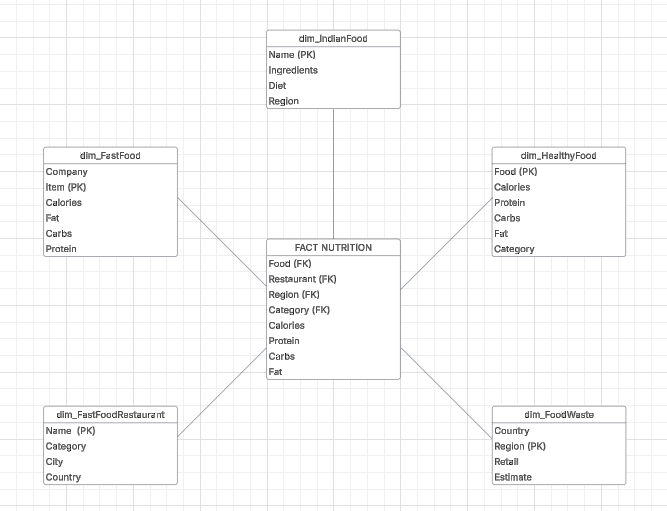 dim_IndianFood
Name (PK)
Ingredients
Diet
Region
dim_FastFood
Company
Item (PK)
Calories
Fat
Carbs
Protein
dim_HealthyFood
Food (PK)
Calories
Protein
Carbs
Fat
Category
FACT NUTRITION
Food (FK)
Restaurant (FK)
Region (FK)
Category (FK)
Calories
Protein
Carbs
Fat
dim_FastFoodRestaurant
Name (PK)
Category
City
Country
dim_FoodWaste
Country
Region (PK)
Retail
Estimate